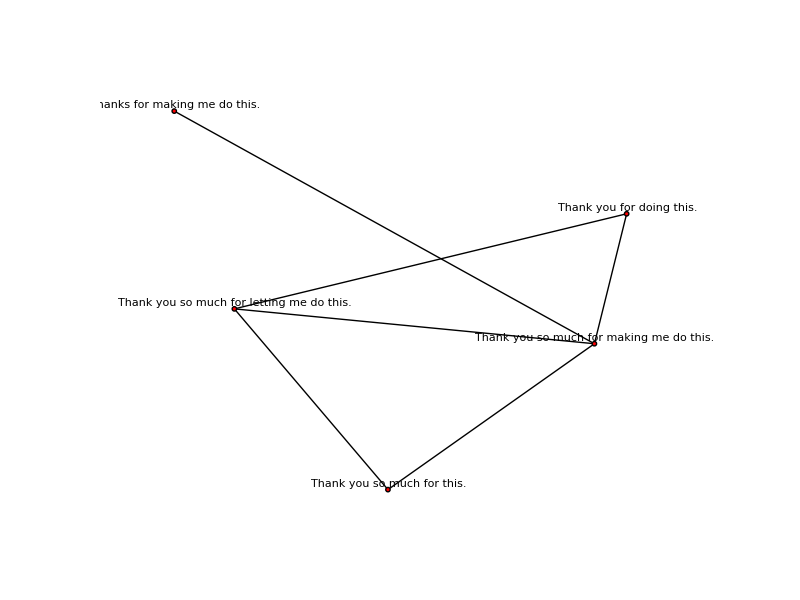 hanks for making me do this.
Thank you for doing this.
Thank you so much for letting me do this.
Thank you so much for making me do this.
Thank you so much for this.